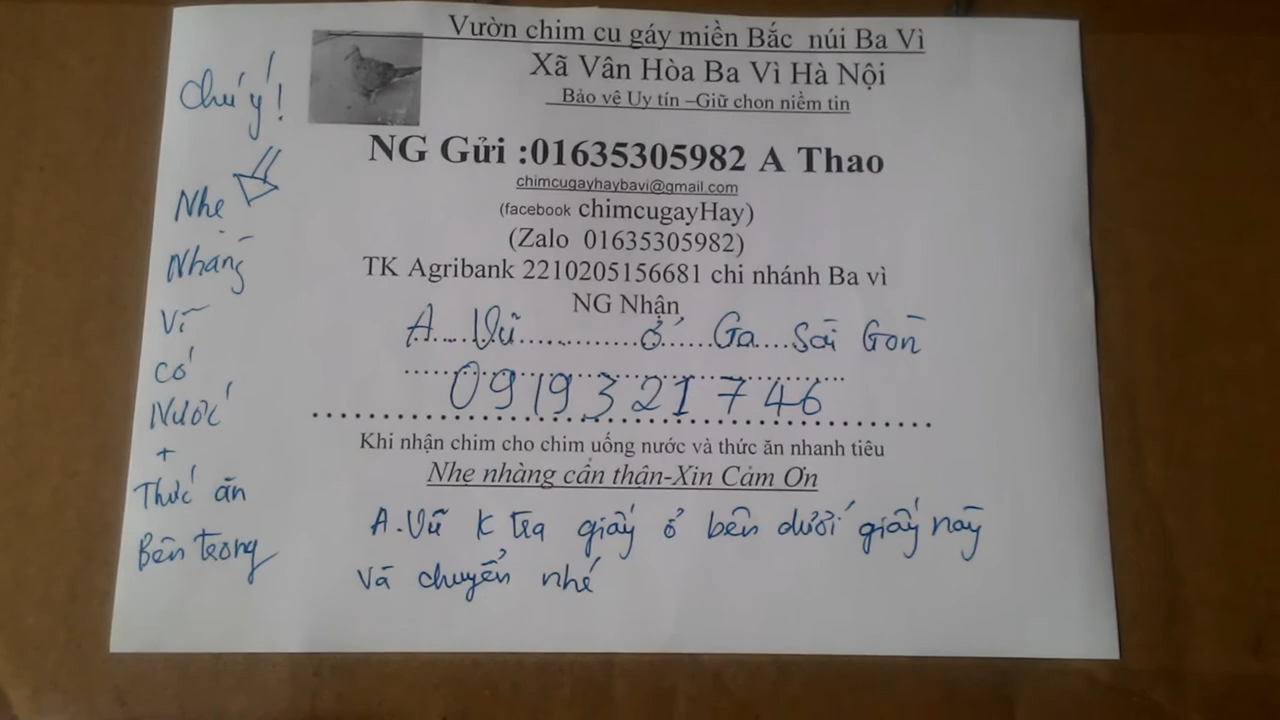 Vườn chim cu gáy miền Bắc núi Ba Vì
Xã Vân Hòa Ba Vì Hà Nội
Bảo vê Uy tín –Giữ chon niềm tin
NG Gửi :01635305982 A Thao
chimcugayhaybavi@gmail.com
(facebook chimcugayHay)
(Zalo 01635305982)
TK Agribank 2210205156681 chi nhánh Ba vì
NG Nhận
A....Vũ............ở......Ga....Sài Gòn
0919321746
Khi nhận chim cho chim uống nước và thức ăn nhanh tiêu
Nhẹ nhàng cẩn thận-Xin Cảm Ơn
A.Vũ K tra giấy ở bên dưới giấy này
và chuyển nhé
Chú ý!
Nhẹ
Nhàng
Vì
có
Nước
+
Thức ăn
Bên trong